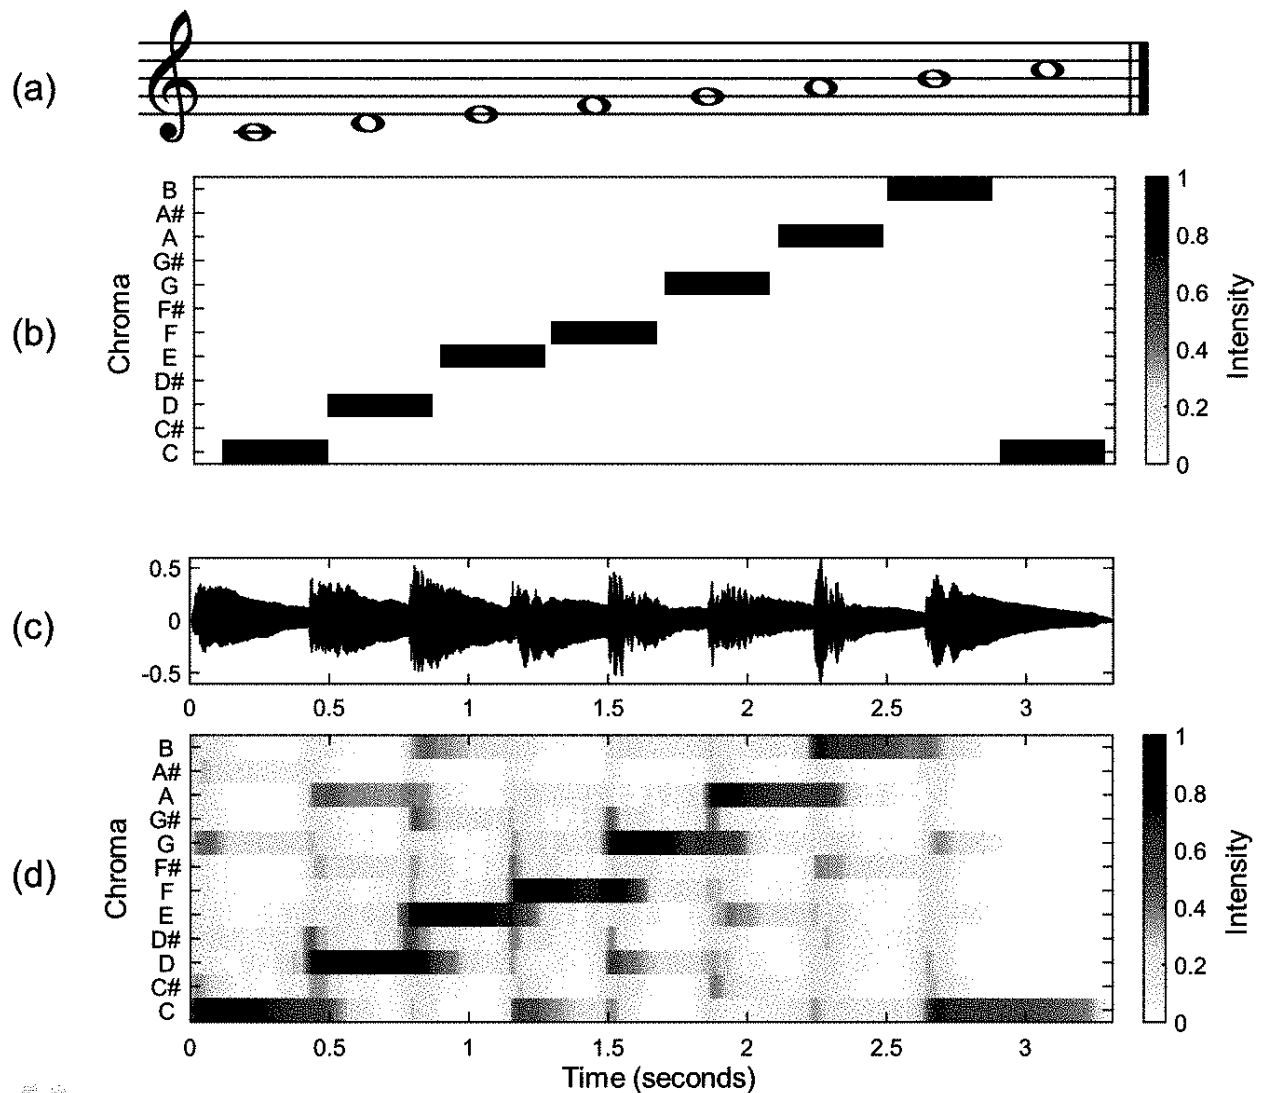 (a)
(b)
Chroma
B
A#
A
G#
G
F#
F
E
D#
D
C#
C
1
0.8
0.6
0.4
0.2
0
Intensity
(c)
0.5
0
-0.5
0 0.5 1 1.5 2 2.5 3
(d)
Chroma
B
A#
A
G#
G
F#
F
E
D#
D
C#
C
1
0.8
0.6
0.4
0.2
0
Intensity
0 0.5 1 1.5 2 2.5 3
Time (seconds)